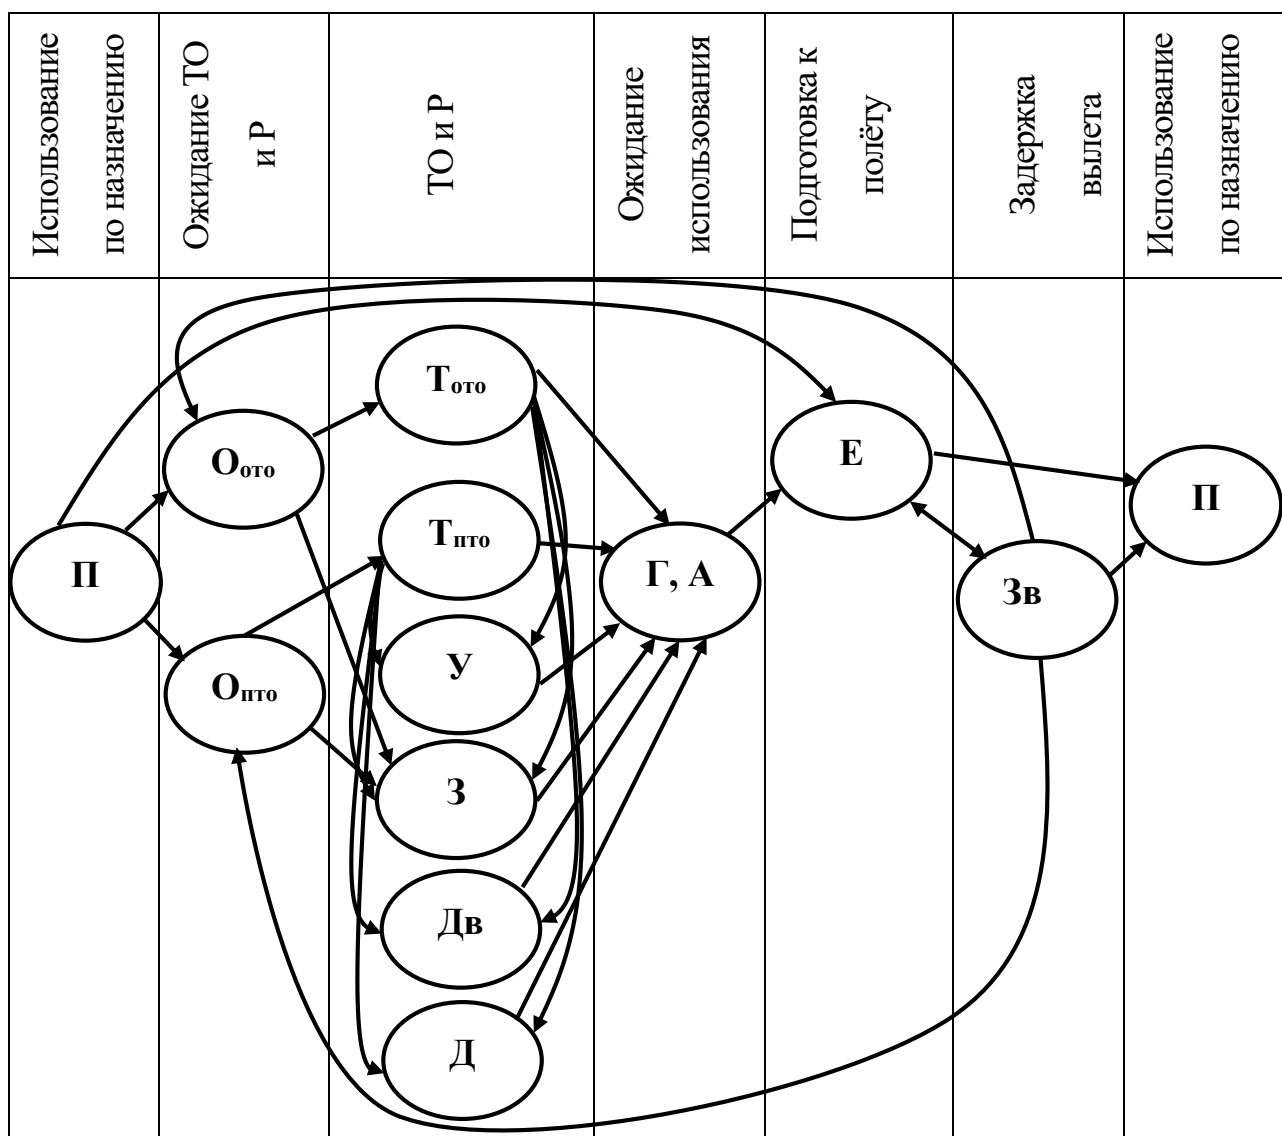 Использование
по назначению
Ожидание ТО
и Р
ТО и Р
Ожидание
использования
Подготовка к
полёту
Задержка
вылета
Использование
по назначению
Тото
Оото
Е
П
Тпто
П
Г, А
Зв
У
Опто
З
Дв
Д